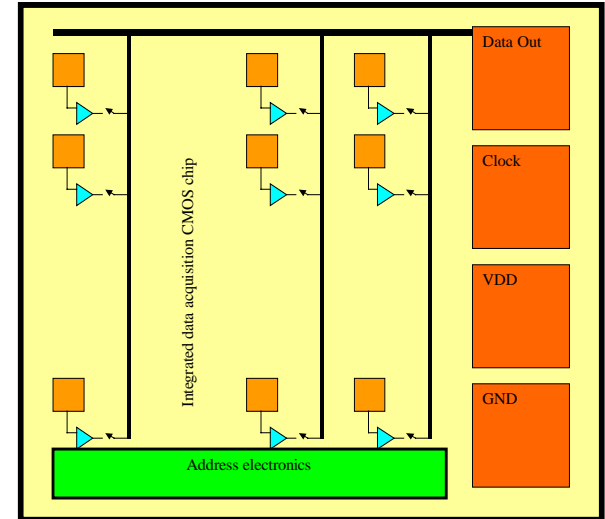 Data Out
Clock
Integrated data acquisition CMOS chip
VDD
GND
Address electronics